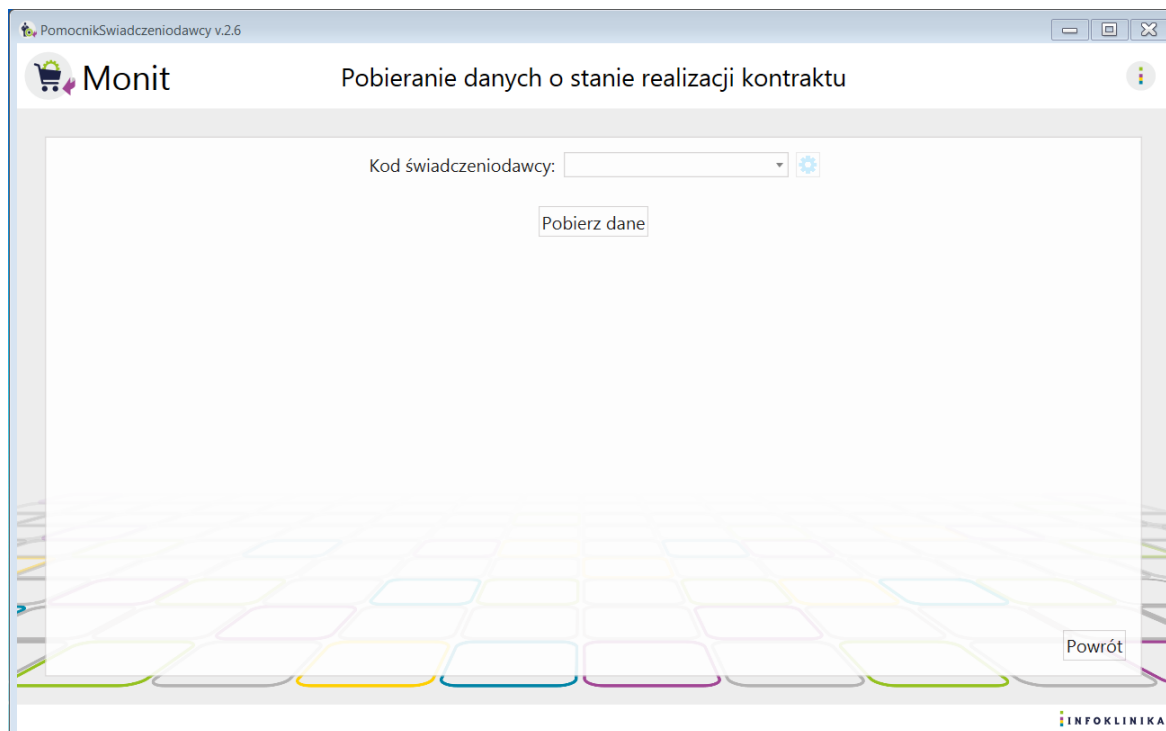 PomocnikSwiadczeniodawcy v.2.6
Monit
Pobieranie danych o stanie realizacji kontraktu
Kod świadczeniodawcy:
Pobierz dane
Powrót
INFOKLINIKA